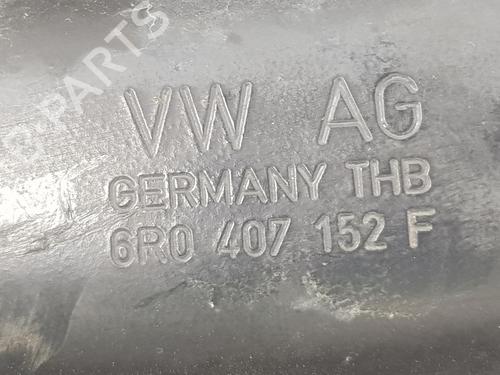 B-PARTS
VW AG
GERMANY THB
6R0 407 152 F